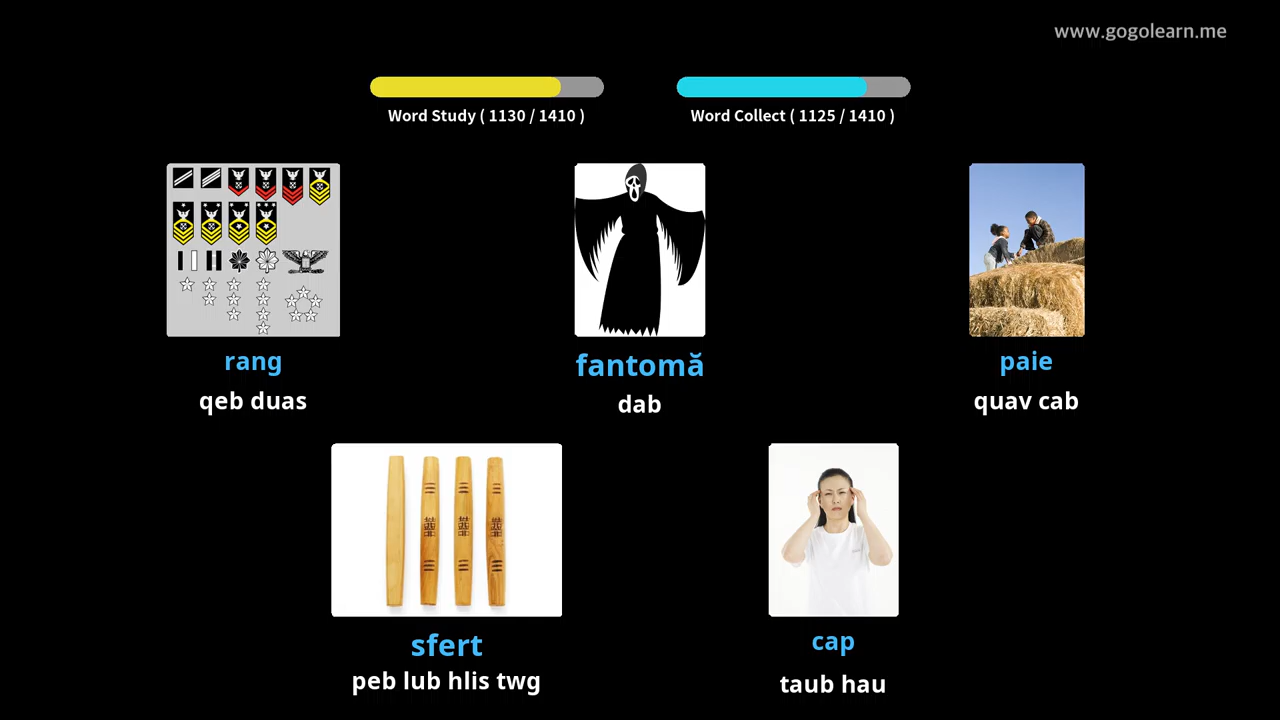 www.gogolearn.me
Word Study ( 1130 / 1410 )
Word Collect ( 1125 / 1410 )
rang
qeb duas
fantomă
dab
paie
quav cab
sfert
peb lub hlis twg
cap
taub hau